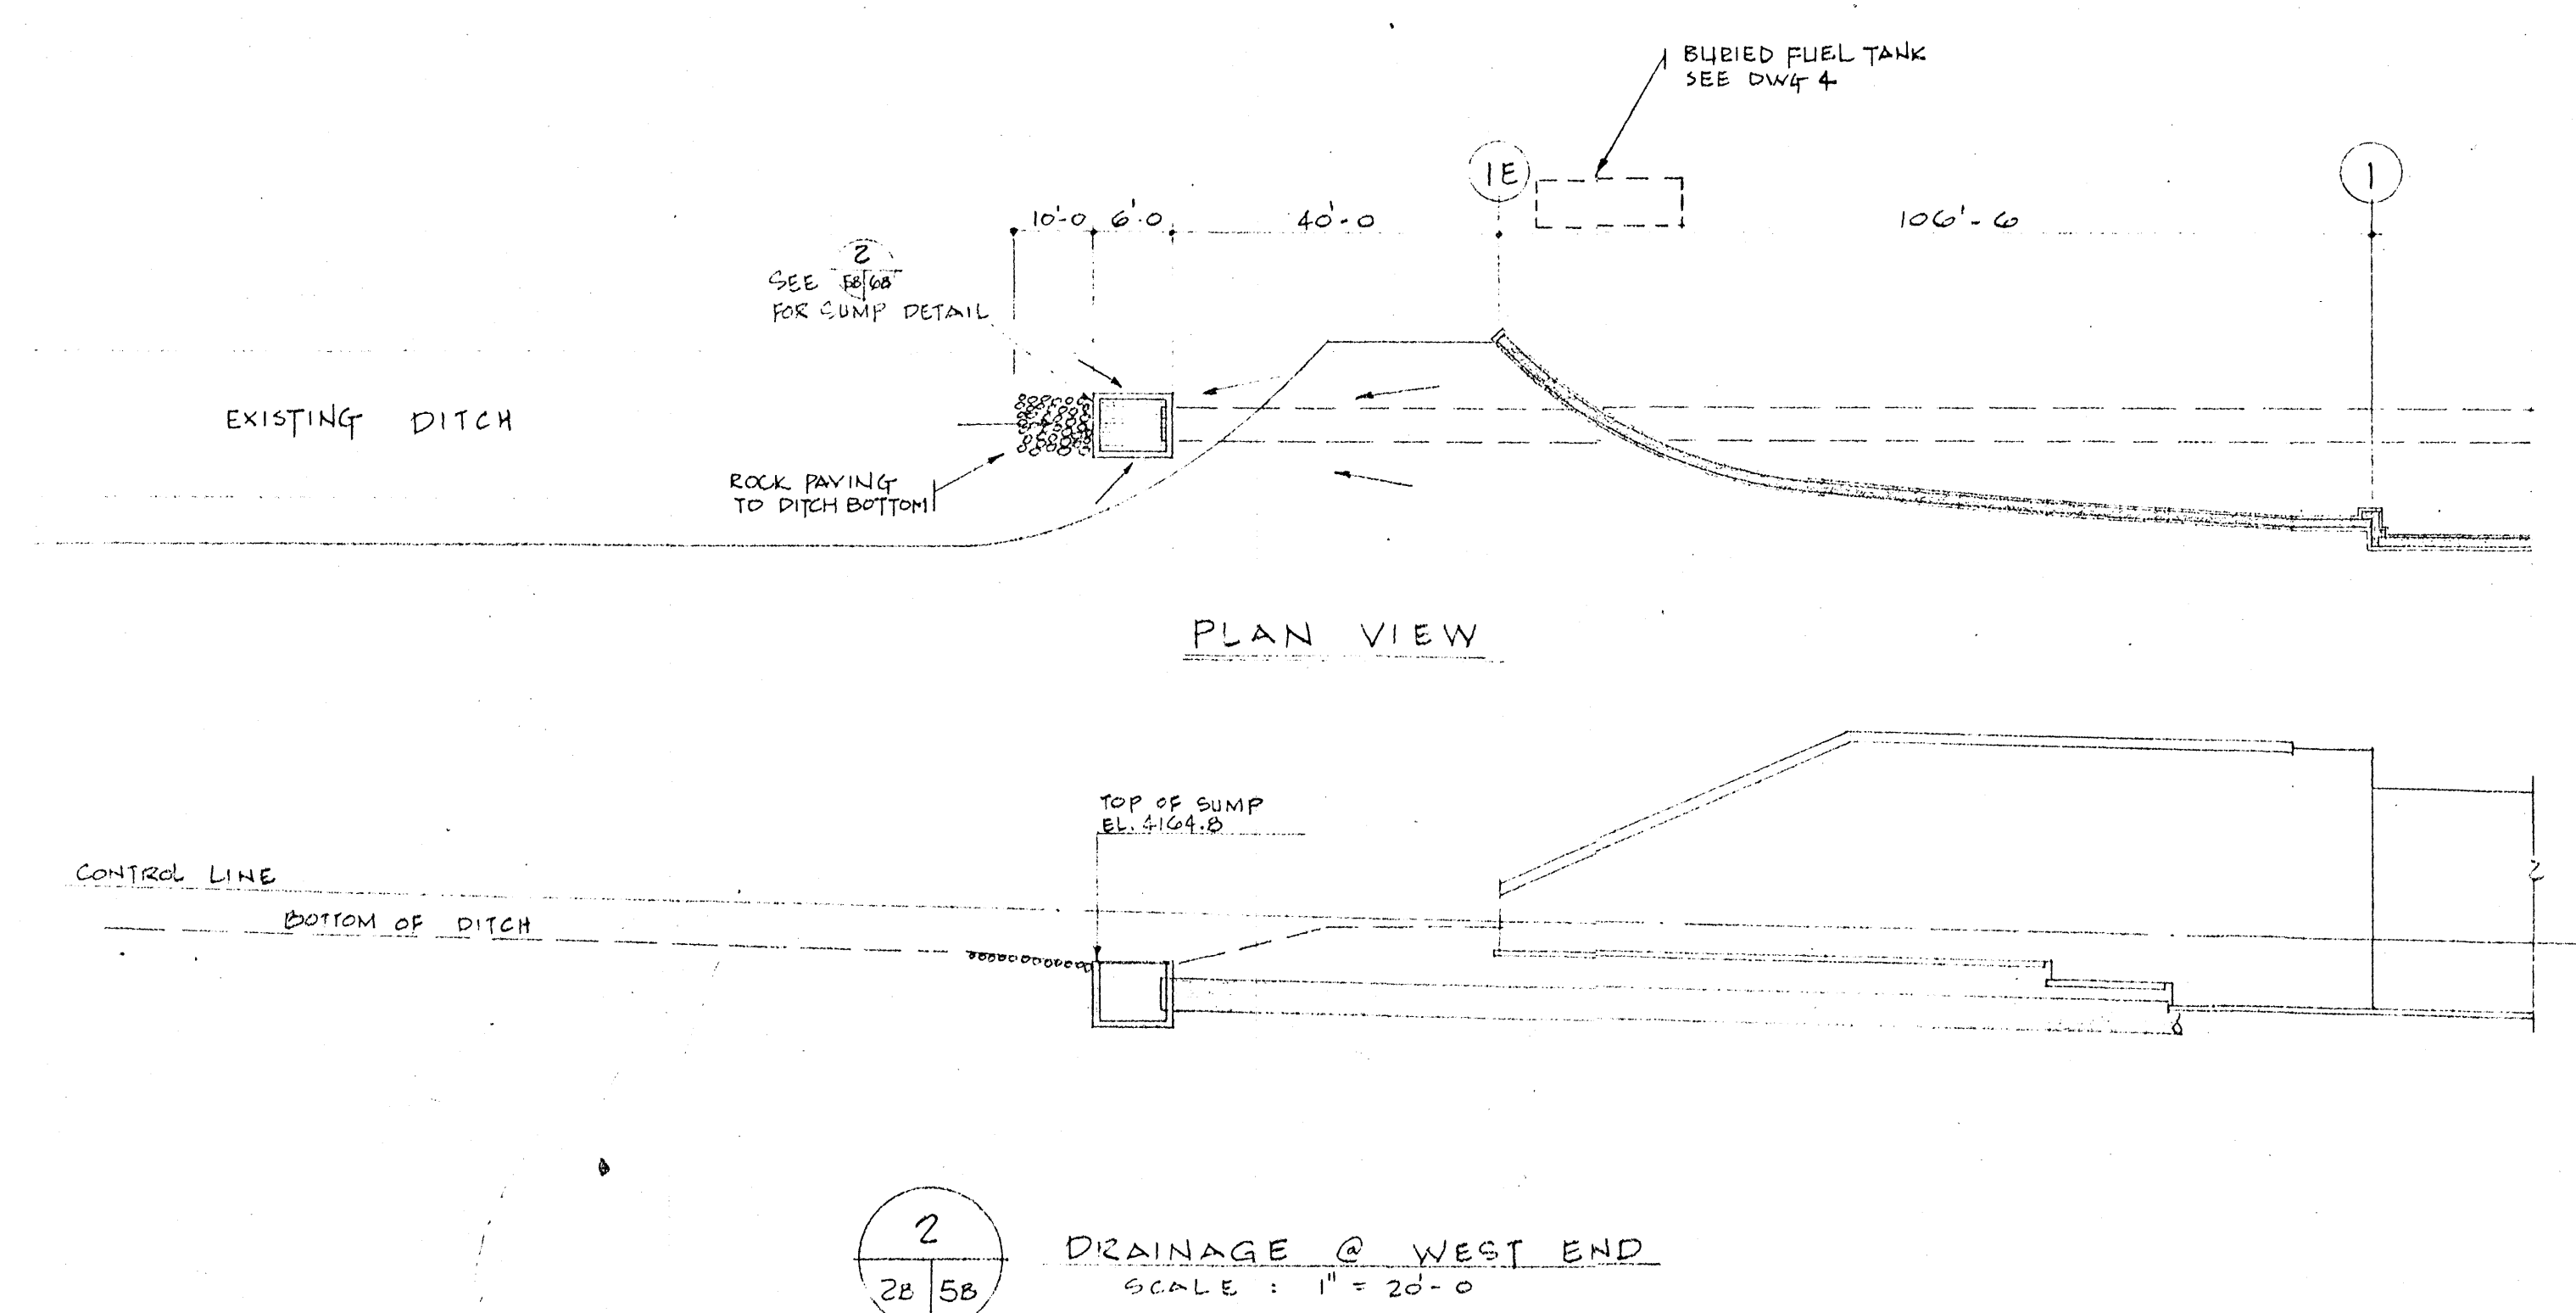 BURIED FUEL TANK
SEE DWG 4
1E
1
10'-0 6'-0 40'-0 106'-6
2
SEE 5B 6B
FOR SUMP DETAIL
EXISTING DITCH
ROCK PAVING
TO DITCH BOTTOM
PLAN VIEW
TOP OF SUMP
EL. 4164.8
CONTROL LINE
BOTTOM OF DITCH
2
2B 5B
DRAINAGE @ WEST END
SCALE : 1" = 20'-0